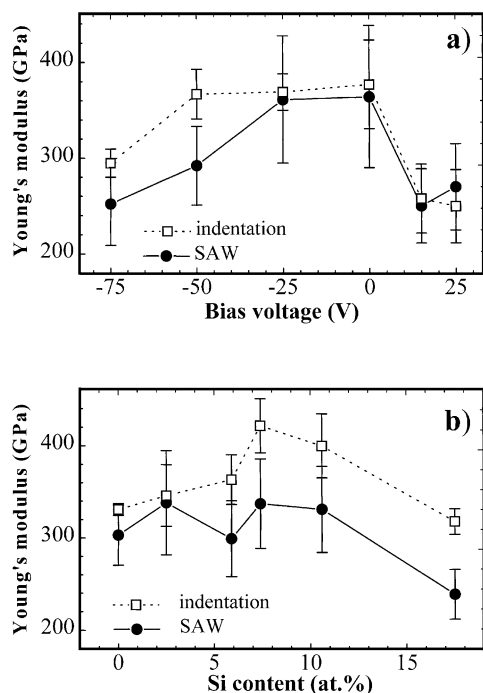 a)
Young's modulus (GPa)
400
300
200
indentation
SAW
-75 -50 -25 0 25
Bias voltage (V)
b)
Young's modulus (GPa)
400
300
200
indentation
SAW
0 5 10 15
Si content (at.%)